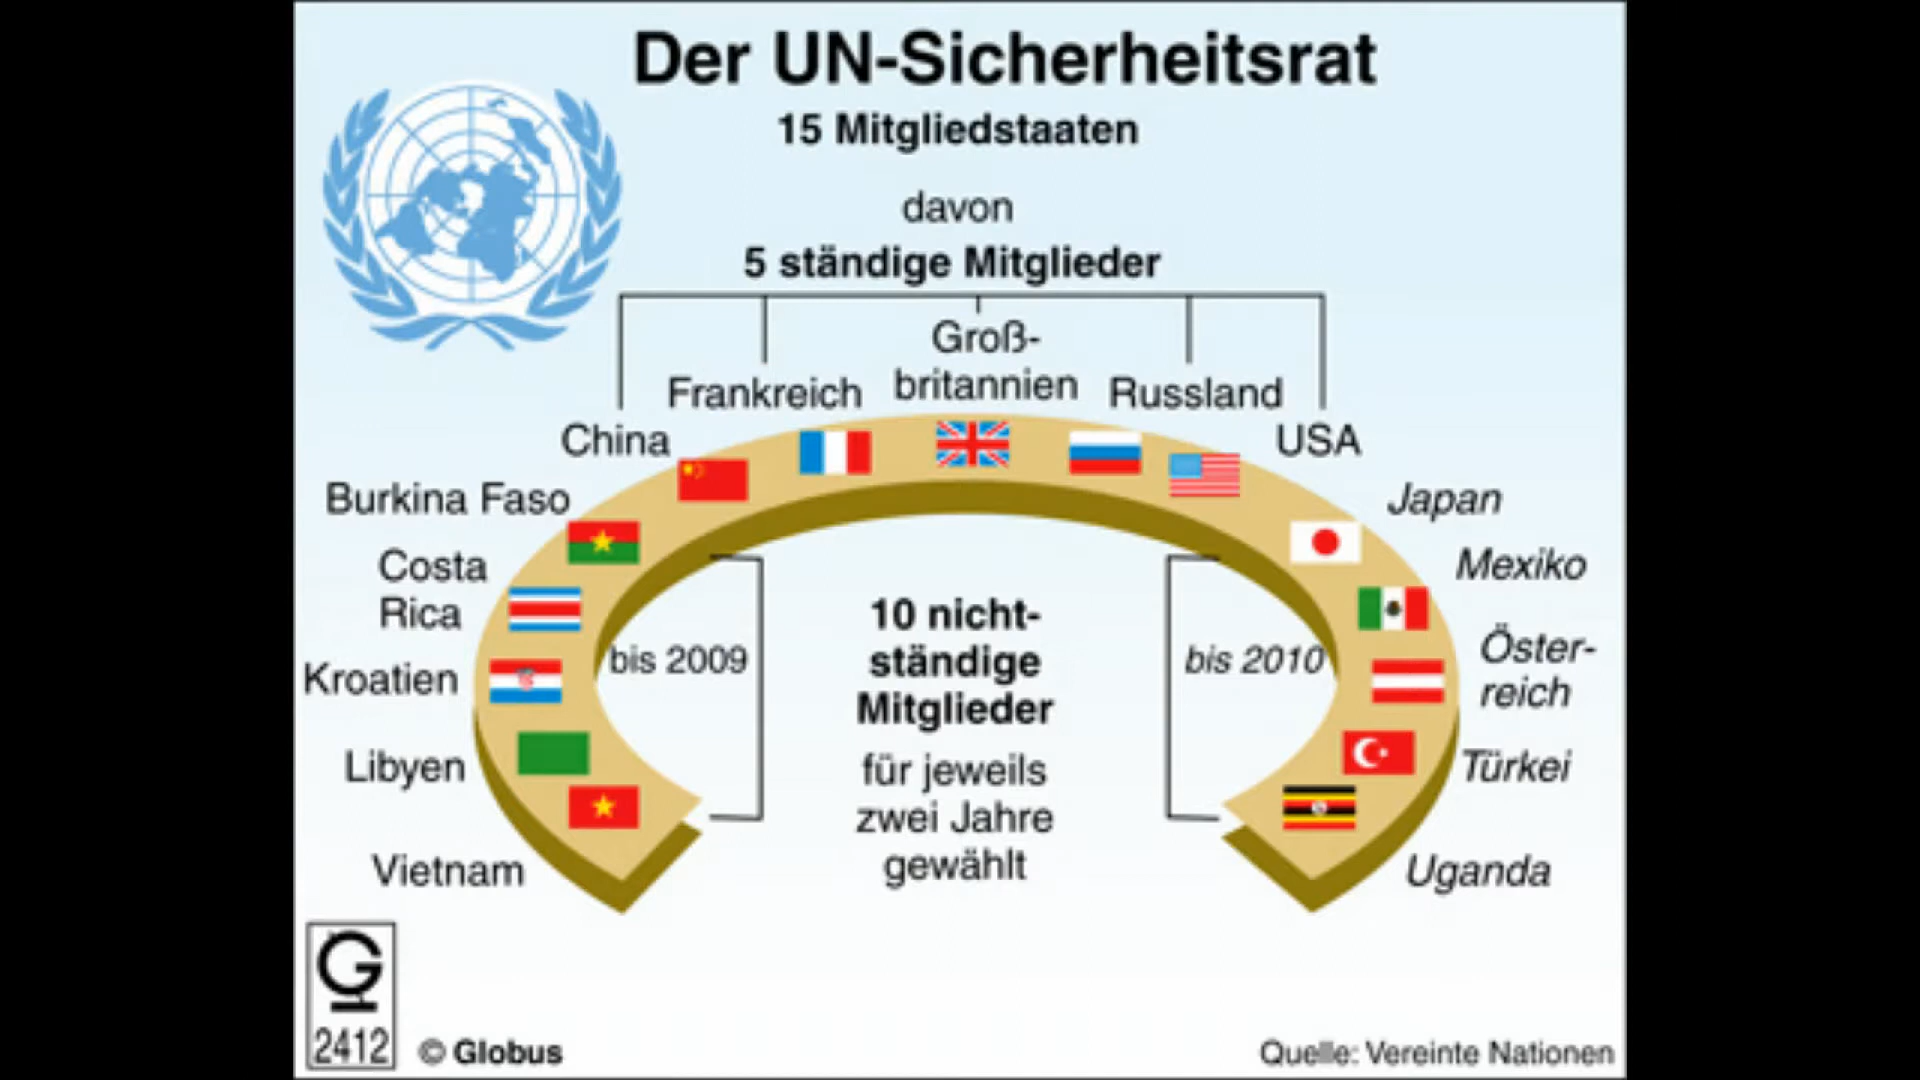 Der UN-Sicherheitsrat
15 Mitgliedstaaten
davon
5 ständige Mitglieder
Groß-
britannien
Frankreich
Russland
China
USA
Burkina Faso
Japan
Costa
Rica
Mexiko
Kroatien
Öster-
reich
Libyen
Türkei
Vietnam
Uganda
bis 2009
10 nicht-
ständige
Mitglieder
für jeweils
zwei Jahre
gewählt
bis 2010
G
2412
© Globus
Quelle: Vereinte Nationen